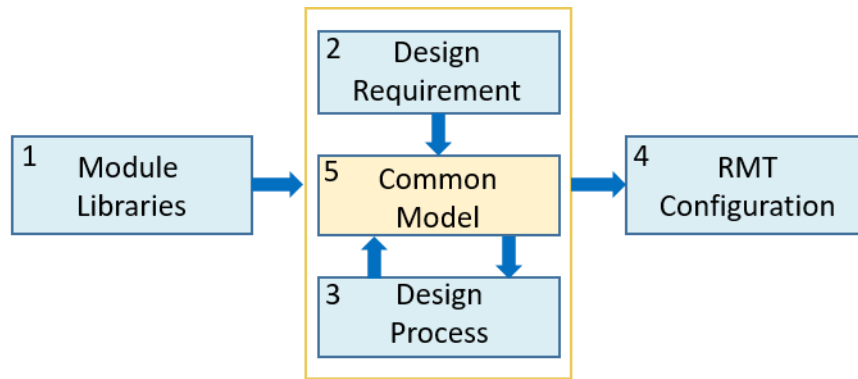 1
Module
Libraries
2
Design
Requirement
5
Common
Model
3
Design
Process
4
RMT
Configuration